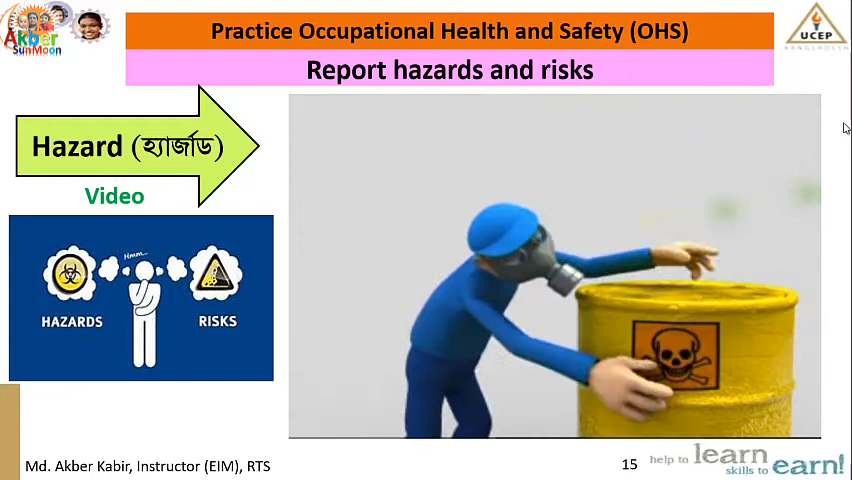 Akber
SunMoon
Practice Occupational Health and Safety (OHS)
UCEP
BANGLADESH
Report hazards and risks
Hazard (হ্যার্জাড)
Video
Hmm...
HAZARDS
RISKS
Md. Akber Kabir, Instructor (EIM), RTS
15
help to learn
skills to earn!